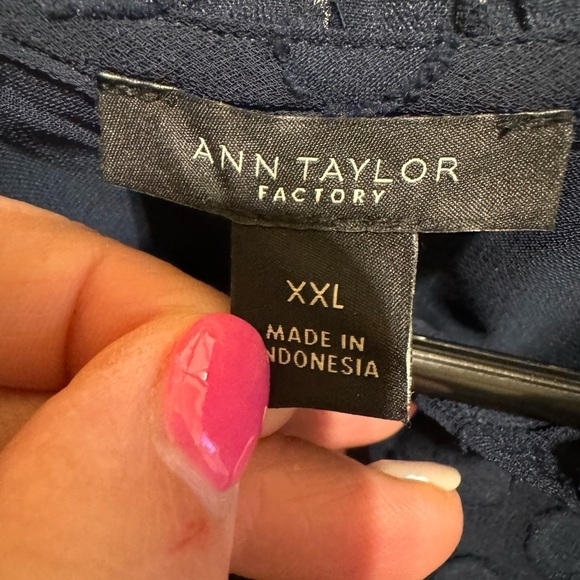 ANN TAYLOR
FACTORY
XXL
MADE IN
NDONESIA